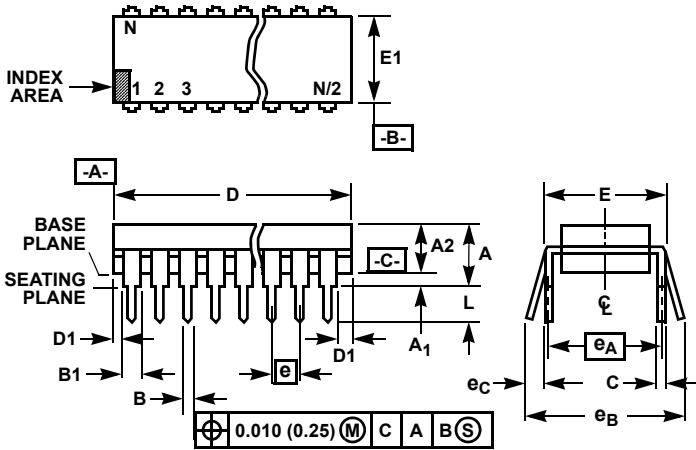 N
E1
INDEX
AREA
1 2 3 N/2
-B-
-A-
D
E
BASE
PLANE
A2
A
-C-
SEATING
PLANE
L
D1
A1
D1
B1
e
B
℄
eA
eC
C
eB
0.010 (0.25) Ⓜ C A B Ⓢ